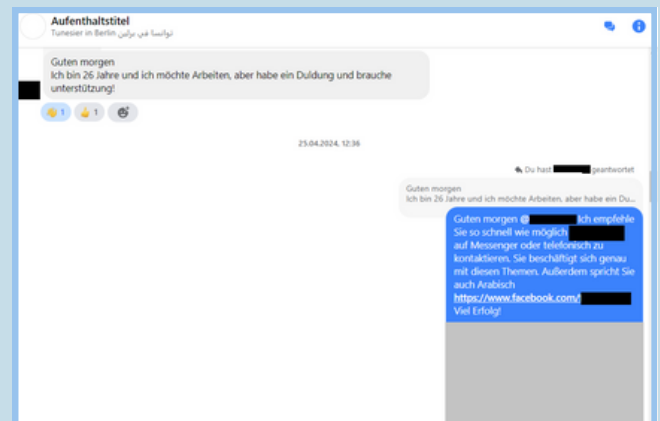 Aufenthaltstitel
Tunesier in Berlin توانسا في برلين
Guten morgen
Ich bin 26 Jahre und ich möchte Arbeiten, aber habe ein Duldung und brauche
unterstützung!
1
1
25.04.2024, 12:36
Du hast geantwortet
Guten morgen
Ich bin 26 Jahre und ich möchte Arbeiten, aber habe ein Du...
Guten morgen @ Ich empfehle
Sie so schnell wie möglich
auf Messenger oder telefonisch zu
kontaktieren. Sie beschäftigt sich genau
mit diesen Themen. Außerdem spricht Sie
auch Arabisch
https://www.facebook.com/
Viel Erfolg!